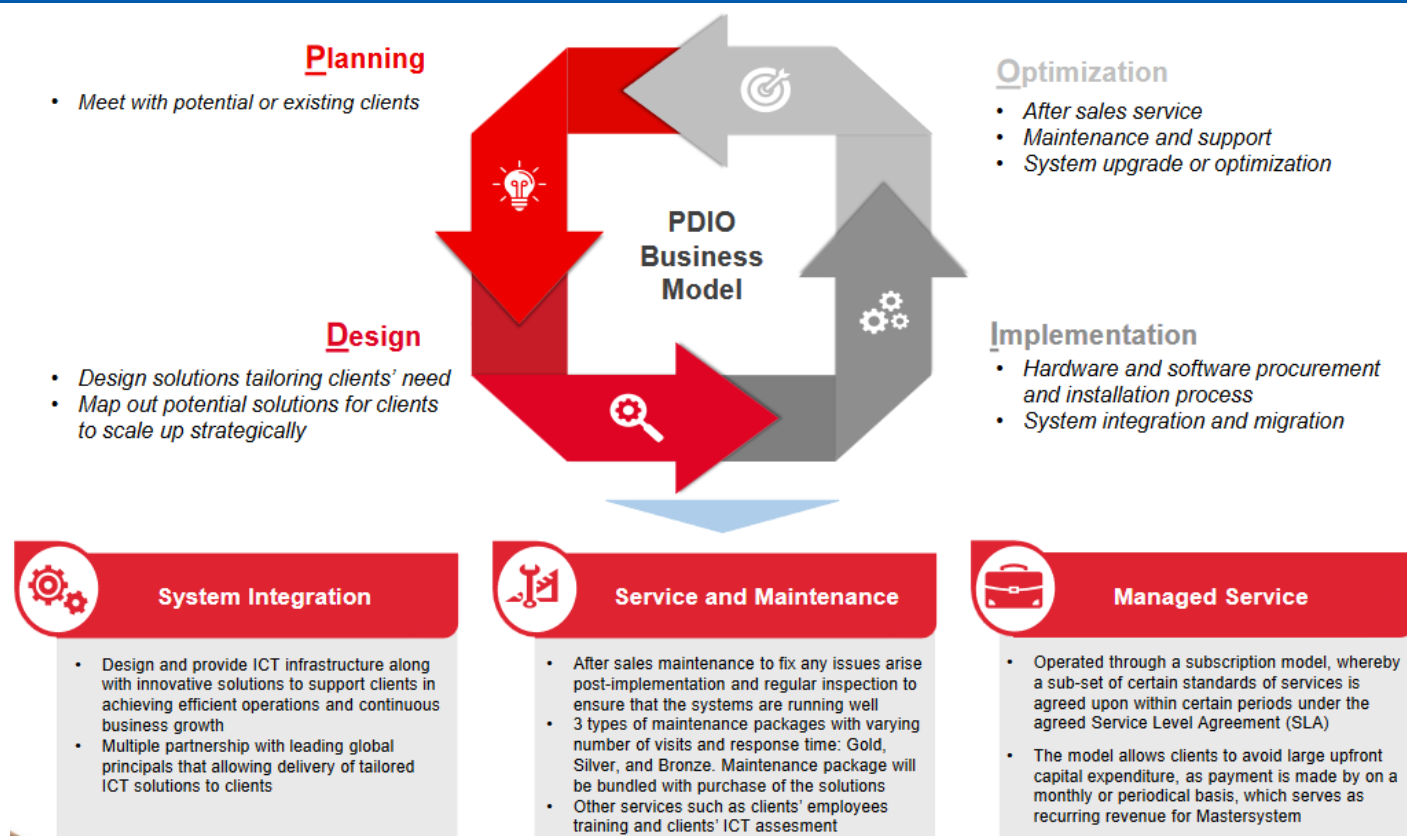 Planning
• Meet with potential or existing clients
Optimization
• After sales service
• Maintenance and support
• System upgrade or optimization
PDIO
Business
Model
Design
• Design solutions tailoring clients' need
• Map out potential solutions for clients
to scale up strategically
Implementation
• Hardware and software procurement
and installation process
• System integration and migration
System Integration
• Design and provide ICT infrastructure along
with innovative solutions to support clients in
achieving efficient operations and continuous
business growth
• Multiple partnership with leading global
principals that allowing delivery of tailored
ICT solutions to clients
Service and Maintenance
• After sales maintenance to fix any issues arise
post-implementation and regular inspection to
ensure that the systems are running well
• 3 types of maintenance packages with varying
number of visits and response time: Gold,
Silver, and Bronze. Maintenance package will
be bundled with purchase of the solutions
• Other services such as clients' employees
training and clients' ICT assesment
Managed Service
• Operated through a subscription model, whereby
a sub-set of certain standards of services is
agreed upon within certain periods under the
agreed Service Level Agreement (SLA)
• The model allows clients to avoid large upfront
capital expenditure, as payment is made by on a
monthly or periodical basis, which serves as
recurring revenue for Mastersystem